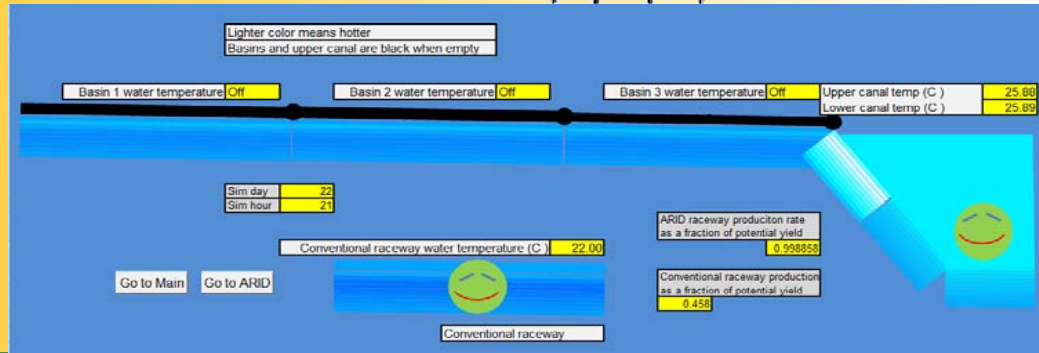 Lighter color means hotter
Basins and upper canal are black when empty
Basin 1 water temperature Off
Basin 2 water temperature Off
Basin 3 water temperature Off
Upper canal temp (C ) 25.88
Lower canal temp (C ) 25.89
Sim day 22
Sim hour 21
ARID raceway produciton rate
as a fraction of potential yield
0.998858
Conventional raceway water temperature (C ) 22.00
Go to Main
Go to ARID
Conventional raceway production
as a fraction of potential yield
0.458
Conventional raceway